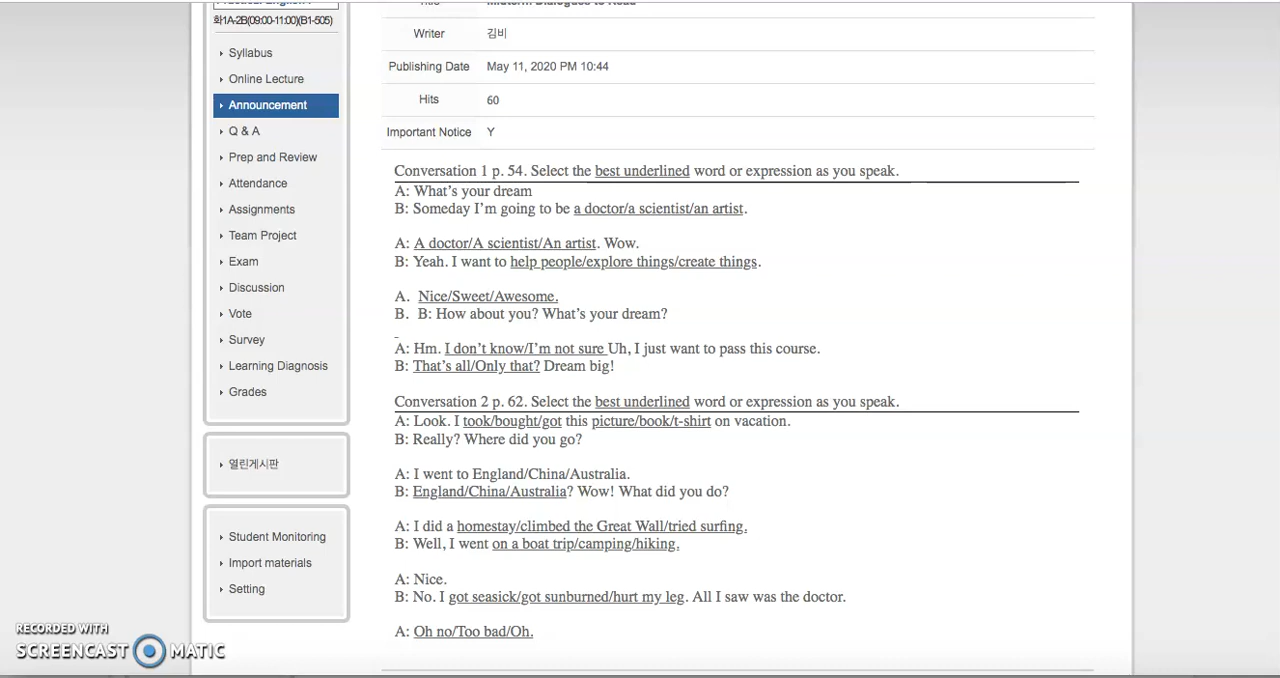 화1A-2B(09:00-11:00)(B1-505)
Syllabus
Online Lecture
Announcement
Q & A
Prep and Review
Attendance
Assignments
Team Project
Exam
Discussion
Vote
Survey
Learning Diagnosis
Grades
열린게시판
Student Monitoring
Import materials
Setting
Title Midterm Dialogues to Read
Writer 김비
Publishing Date May 11, 2020 PM 10:44
Hits 60
Important Notice Y
Conversation 1 p. 54. Select the best underlined word or expression as you speak.
A: What's your dream
B: Someday I'm going to be a doctor/a scientist/an artist.
A: A doctor/A scientist/An artist. Wow.
B: Yeah. I want to help people/explore things/create things.
A. Nice/Sweet/Awesome.
B. B: How about you? What's your dream?
A: Hm. I don't know/I'm not sure Uh, I just want to pass this course.
B: That's all/Only that? Dream big!
Conversation 2 p. 62. Select the best underlined word or expression as you speak.
A: Look. I took/bought/got this picture/book/t-shirt on vacation.
B: Really? Where did you go?
A: I went to England/China/Australia.
B: England/China/Australia? Wow! What did you do?
A: I did a homestay/climbed the Great Wall/tried surfing.
B: Well, I went on a boat trip/camping/hiking.
A: Nice.
B: No. I got seasick/got sunburned/hurt my leg. All I saw was the doctor.
A: Oh no/Too bad/Oh.
RECORDED WITH
SCREENCAST MATIC